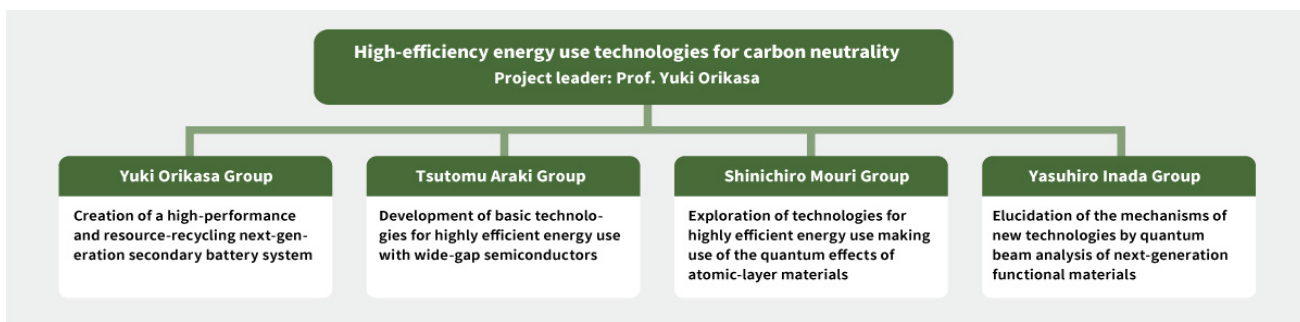 High-efficiency energy use technologies for carbon neutrality
Project leader: Prof. Yuki Orikasa
Yuki Orikasa Group
Creation of a high-performance
and resource-recycling next-gen-
eration secondary battery system
Tsutomu Araki Group
Development of basic technolo-
gies for highly efficient energy use
with wide-gap semiconductors
Shinichiro Mouri Group
Exploration of technologies for
highly efficient energy use making
use of the quantum effects of
atomic-layer materials
Yasuhiro Inada Group
Elucidation of the mechanisms of
new technologies by quantum
beam analysis of next-generation
functional materials